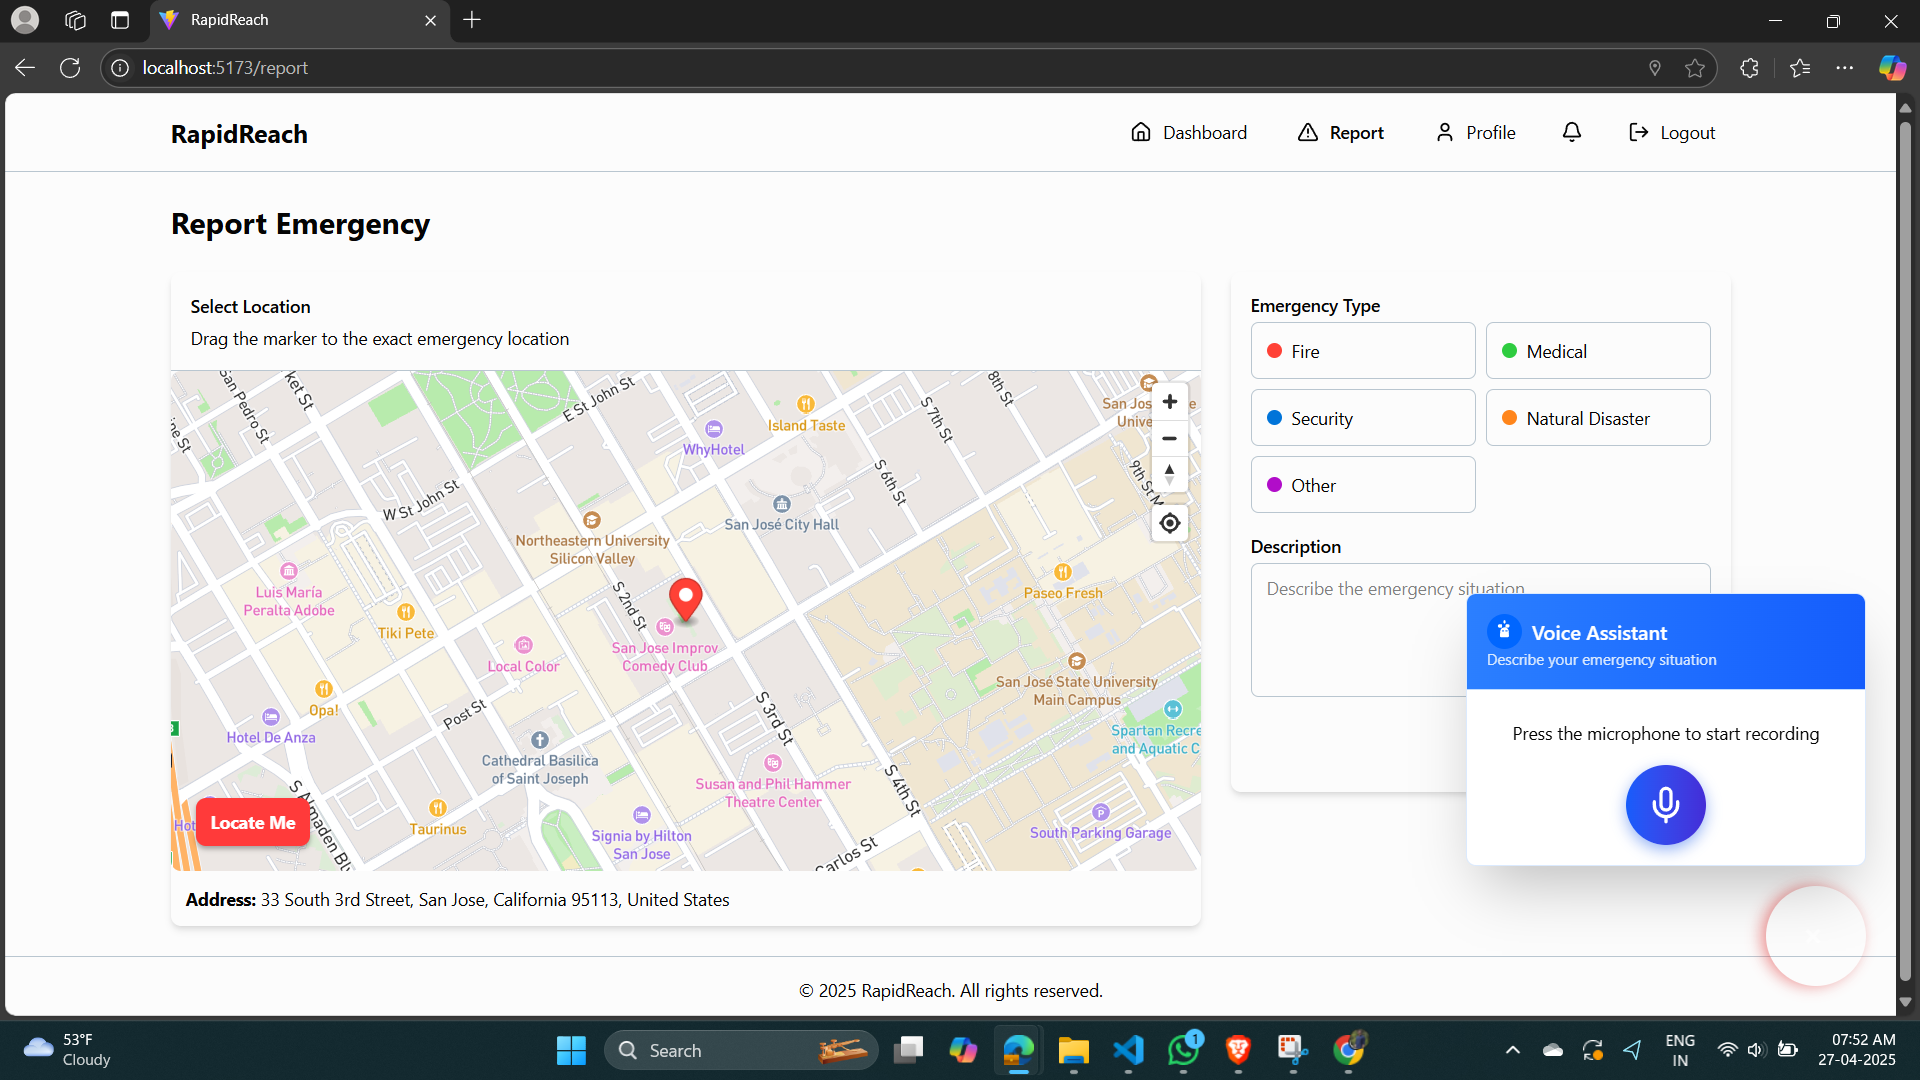 RapidReach
localhost:5173/report
RapidReach
Dashboard
Report
Profile
Logout
Report Emergency
Select Location
Drag the marker to the exact emergency location
San Pedro St
ket St
ne St
E St John St
8th St
San Jos
Unive
e
Island Taste
S 7th St
WhyHotel
S 6th St
9th St
W St John St
San José City Hall
Northeastern University
Silicon Valley
Luis María
Peralta Adobe
S 2nd St
Paseo Fresh
Tiki Pete
San Jose Improv
Comedy Club
Local Color
San José State University
Main Campus
Opa!
Post St
S 3rd St
Hotel De Anza
Spartan Recre
and Aquatic C
Cathedral Basilica
of Saint Joseph
Susan and Phil Hammer
Theatre Center
S 4th St
S Almaden Bl
Hot
Locate Me
Taurinus
Signia by Hilton
San Jose
South Parking Garage
Carlos St
Address: 33 South 3rd Street, San Jose, California 95113, United States
Emergency Type
Fire
Medical
Security
Natural Disaster
Other
Description
Describe the emergency situation
Voice Assistant
Describe your emergency situation
Press the microphone to start recording
© 2025 RapidReach. All rights reserved.
53°F
Cloudy
Search
1
ENG
IN
07:52 AM
27-04-2025